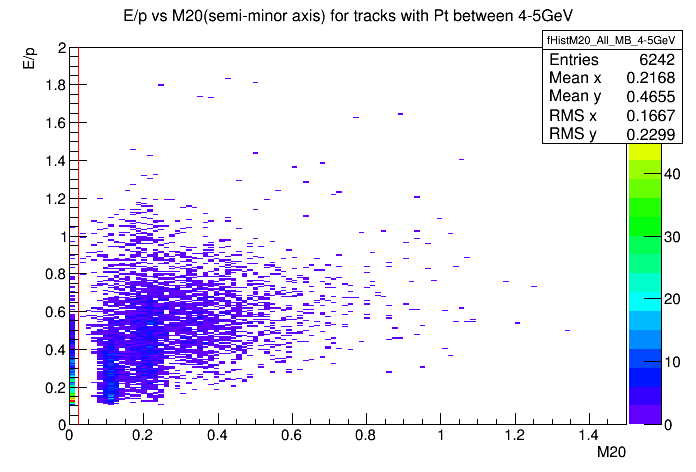 E/p vs M20(semi-minor axis) for tracks with Pt between 4-5GeV
fHistM20_All_MB_4-5GeV
Entries 6242
Mean x 0.2168
Mean y 0.4655
RMS x 0.1667
RMS y 0.2299
E/p
2
1.8
1.6
1.4
1.2
1
0.8
0.6
0.4
0.2
0
0 0.2 0.4 0.6 0.8 1 1.2 1.4
M20
40
30
20
10
0